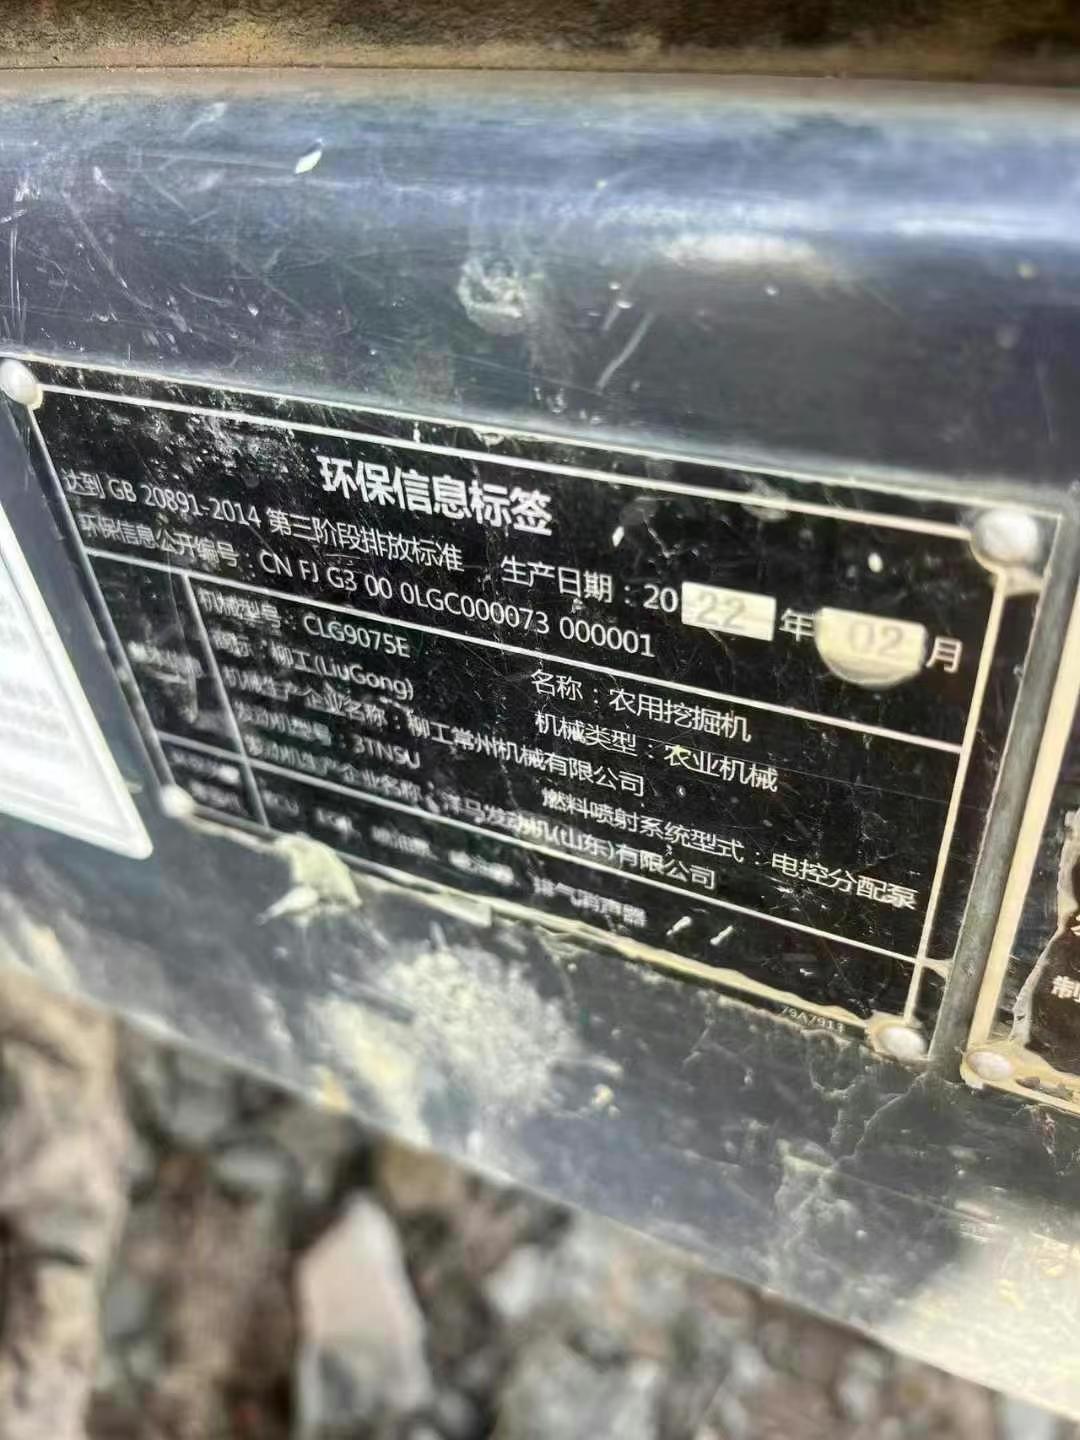 环保信息标签
达到 GB 20891-2014 第三阶段排放标准 生产日期：2022年02月
环保信息公开编号：CN FJ G3 00 0LGC000073 000001
机械型号：CLG9075E 名称：农用挖掘机
商标：柳工(LiuGong) 机械类型：农业机械
机械生产企业名称：柳工常州机械有限公司
发动机型号：3TNSU 燃料喷射系统型式：电控分配泵
发动机生产企业名称：洋马发动机(山东)有限公司
ECU 排气消声器 / /
79A7913
制